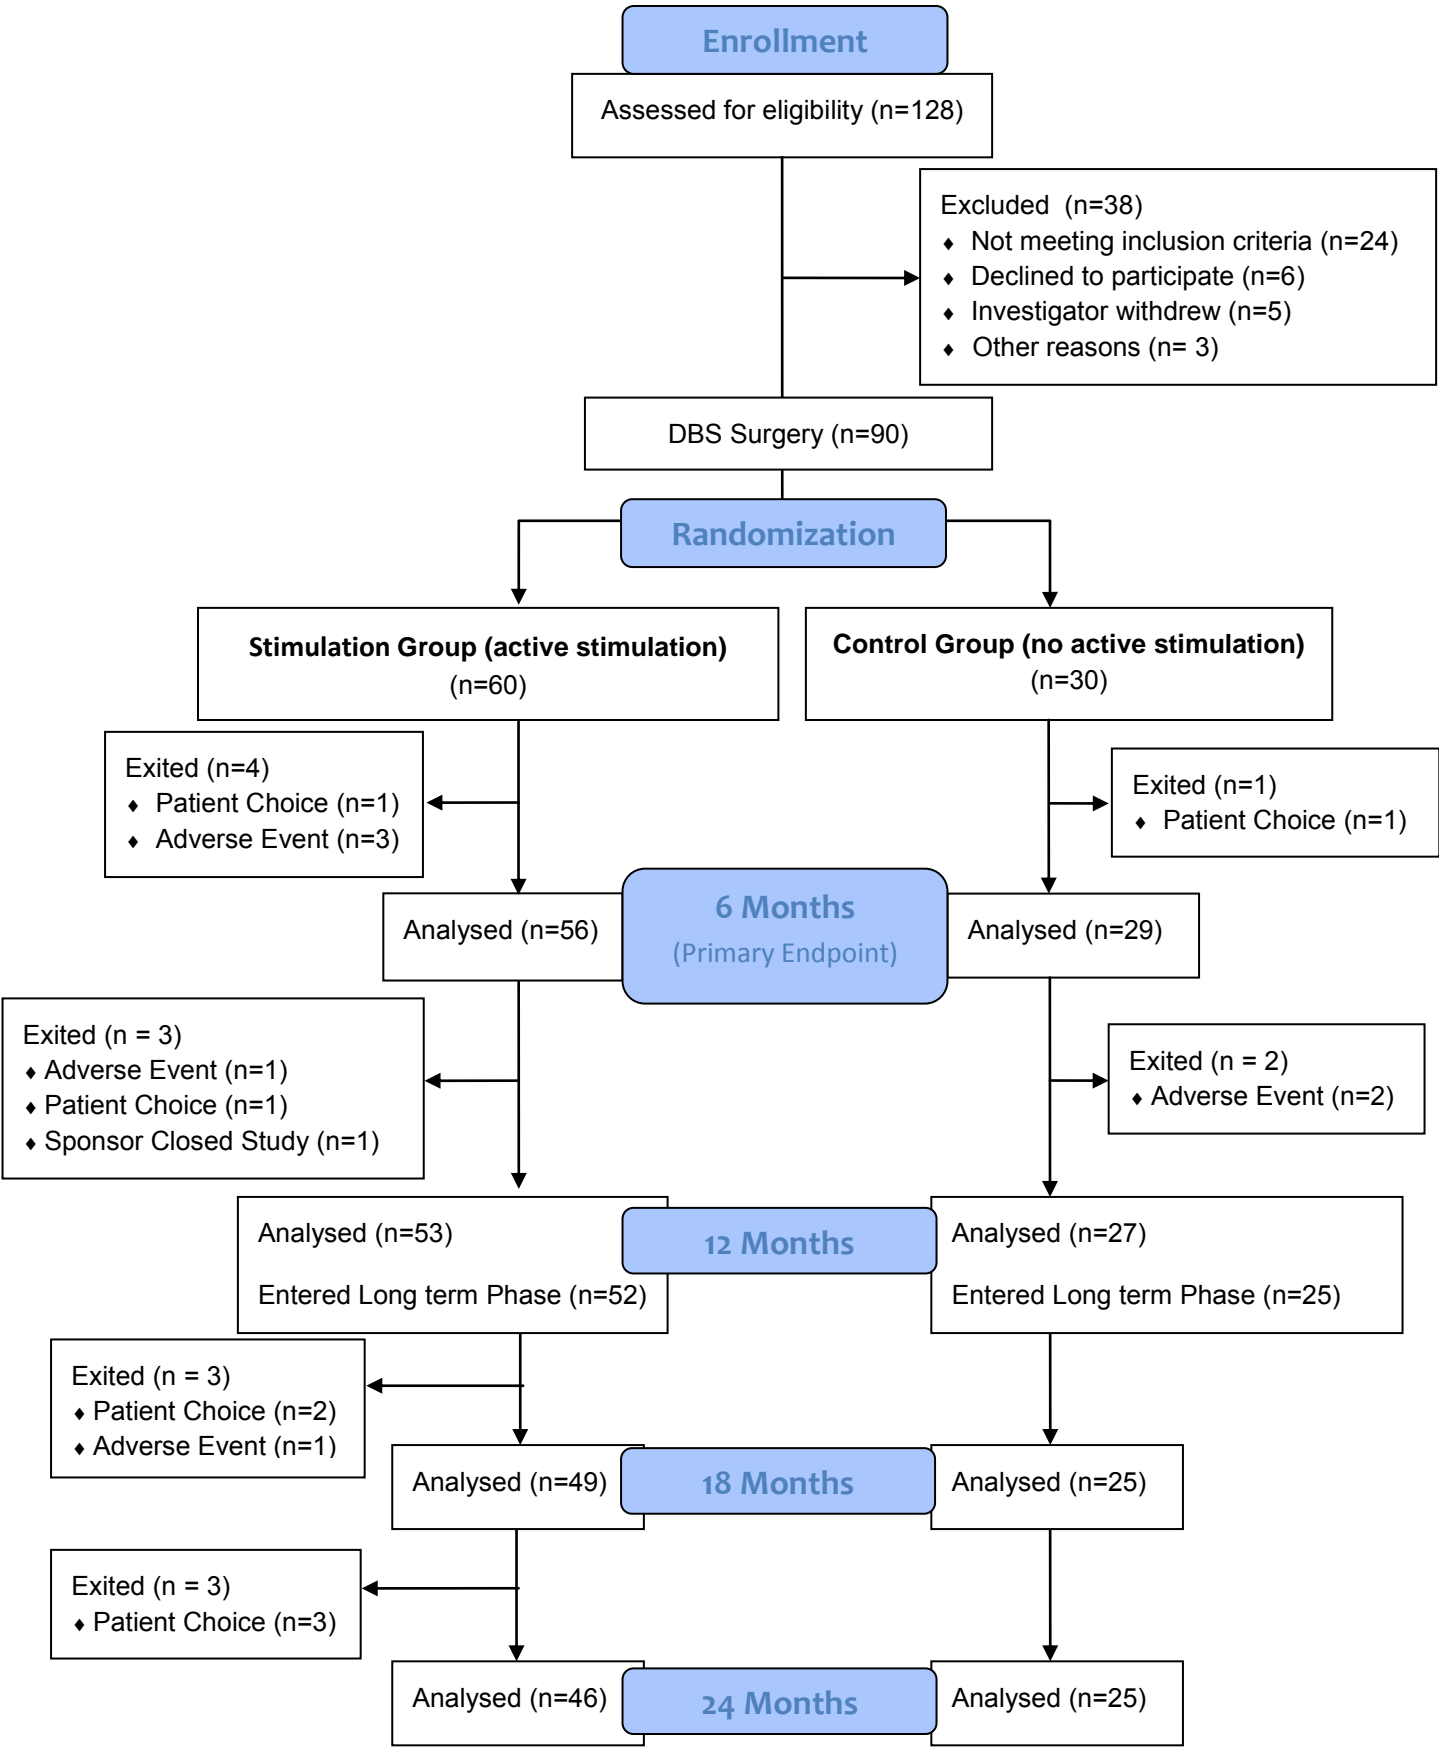 Enrollment
Assessed for eligibility (n=128)
Excluded (n=38)
♦ Not meeting inclusion criteria (n=24)
♦ Declined to participate (n=6)
♦ Investigator withdrew (n=5)
♦ Other reasons (n= 3)
DBS Surgery (n=90)
Randomization
Stimulation Group (active stimulation)
(n=60)
Control Group (no active stimulation)
(n=30)
Exited (n=4)
♦ Patient Choice (n=1)
♦ Adverse Event (n=3)
Exited (n=1)
♦ Patient Choice (n=1)
Analysed (n=56)
6 Months
(Primary Endpoint)
Analysed (n=29)
Exited (n = 3)
♦ Adverse Event (n=1)
♦ Patient Choice (n=1)
♦ Sponsor Closed Study (n=1)
Exited (n = 2)
♦ Adverse Event (n=2)
Analysed (n=53)
Entered Long term Phase (n=52)
12 Months
Analysed (n=27)
Entered Long term Phase (n=25)
Exited (n = 3)
♦ Patient Choice (n=2)
♦ Adverse Event (n=1)
Analysed (n=49)
18 Months
Analysed (n=25)
Exited (n = 3)
♦ Patient Choice (n=3)
Analysed (n=46)
24 Months
Analysed (n=25)